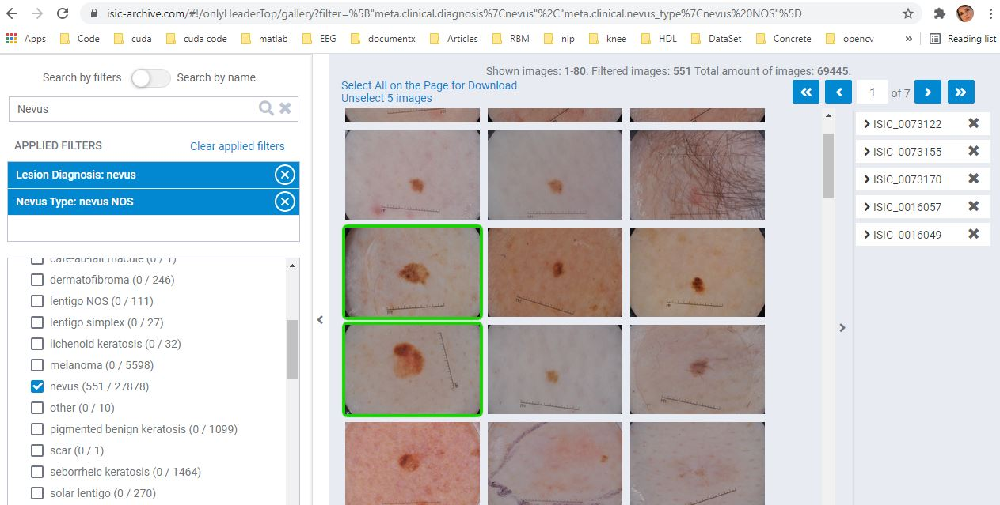 isic-archive.com/#!/onlyHeaderTop/gallery?filter=%5B"meta.clinical.diagnosis%7Cnevus"%2C"meta.clinical.nevus_type%7Cnevus%20NOS"%5D
Apps Code cuda cuda code matlab EEG documentx Articles RBM nlp knee HDL DataSet Concrete opencv » Reading list
Search by filters Search by name
Nevus
APPLIED FILTERS Clear applied filters
Lesion Diagnosis: nevus
Nevus Type: nevus NOS
cafe-au-lait macule (0 / 1)
dermatofibroma (0 / 246)
lentigo NOS (0 / 111)
lentigo simplex (0 / 27)
lichenoid keratosis (0 / 32)
melanoma (0 / 5598)
nevus (551 / 27878)
other (0 / 10)
pigmented benign keratosis (0 / 1099)
scar (0 / 1)
seborrheic keratosis (0 / 1464)
solar lentigo (0 / 270)
Shown images: 1-80. Filtered images: 551 Total amount of images: 69445.
Select All on the Page for Download
Unselect 5 images
1 of 7
ISIC_0073122
ISIC_0073155
ISIC_0073170
ISIC_0016057
ISIC_0016049